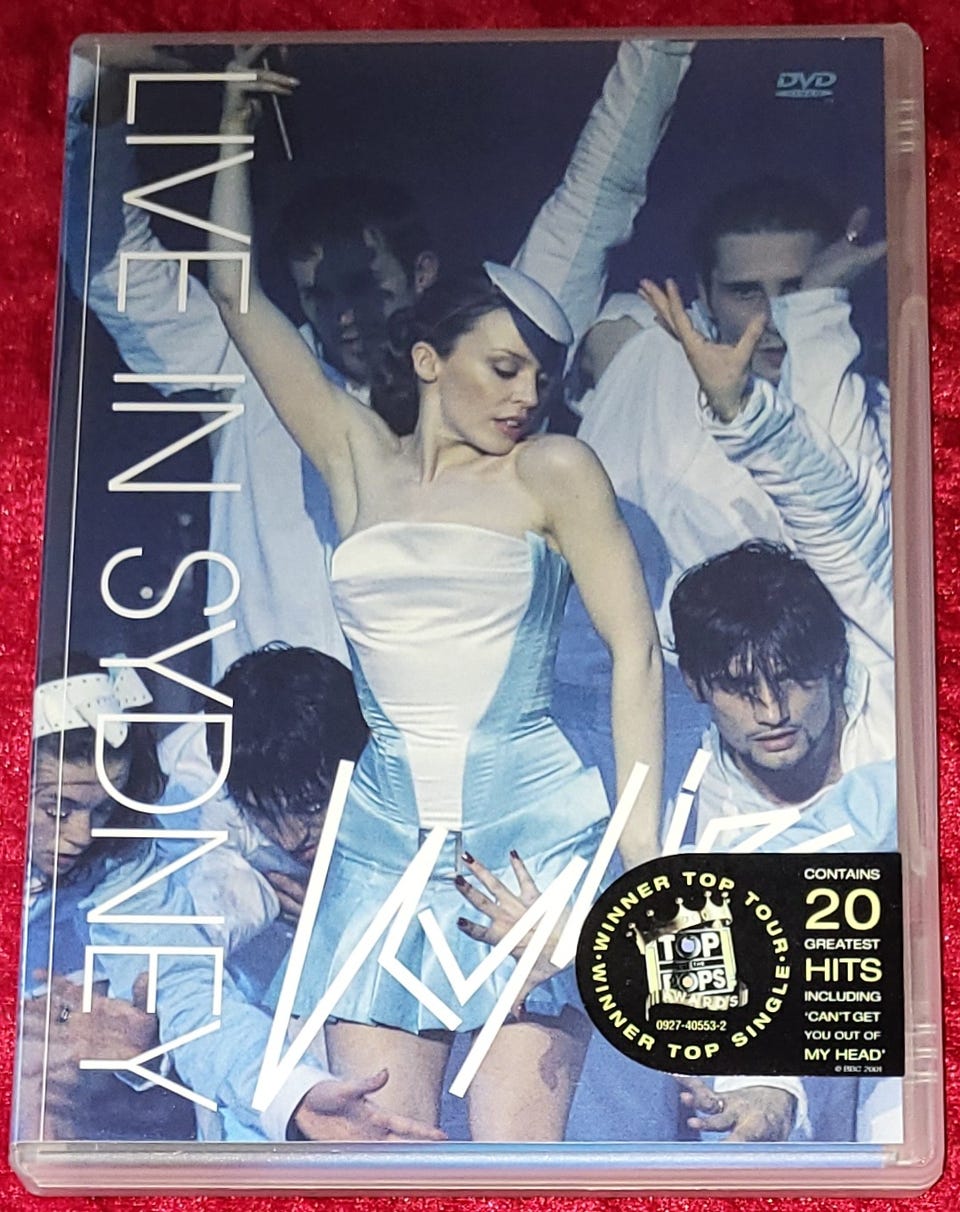 DVD
VIDEO
LIVE IN SYDNEY
Kylie
WINNER TOP TOUR • WINNER TOP SINGLE •
TOP
OF THE
POPS
AWARDS
0927-40553-2
CONTAINS
20
GREATEST
HITS
INCLUDING
'CAN'T GET
YOU OUT OF
MY HEAD'
© BBC 2001